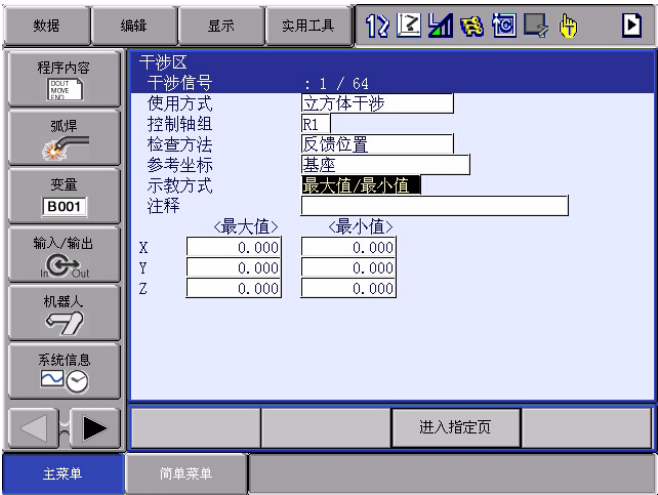 数据 编辑 显示 实用工具
程序内容
DOUT
MOVE
END
弧焊
变量
B001
输入/输出
In Out
机器人
系统信息
干涉区
干涉信号 : 1 / 64
使用方式 立方体干涉
控制轴组 R1
检查方法 反馈位置
参考坐标 基座
示教方式 最大值/最小值
注释
<最大值> <最小值>
X 0.000 0.000
Y 0.000 0.000
Z 0.000 0.000
进入指定页
主菜单 简单菜单